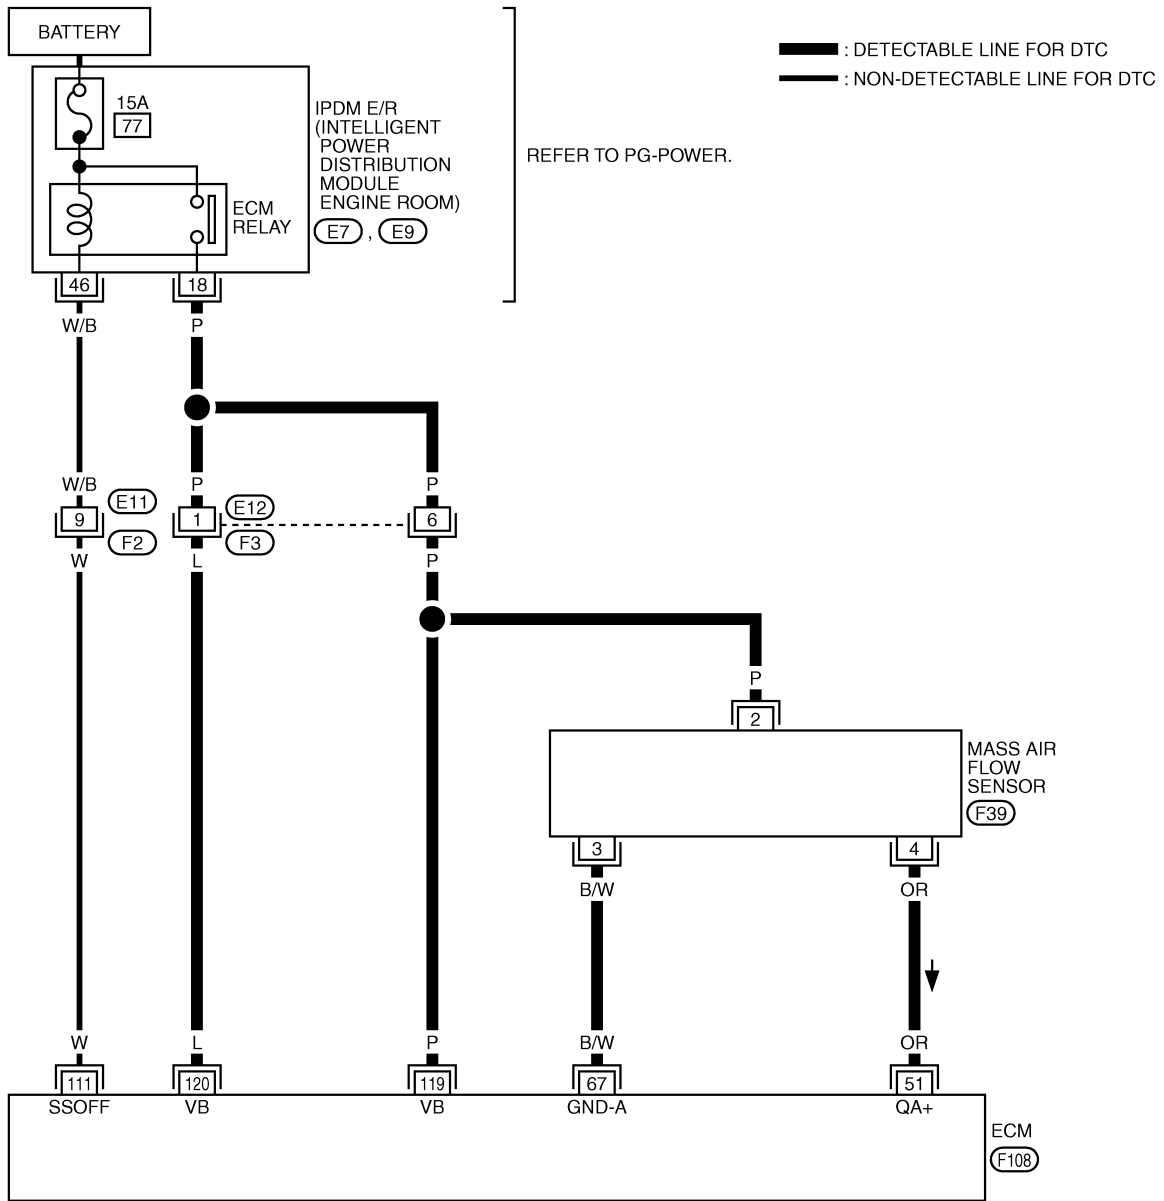 BATTERY
: DETECTABLE LINE FOR DTC
: NON-DETECTABLE LINE FOR DTC
15A
77
IPDM E/R
(INTELLIGENT
POWER
DISTRIBUTION
MODULE
ENGINE ROOM)
E7 , E9
REFER TO PG-POWER.
ECM
RELAY
46 18
W/B P
W/B P P
E11 E12
9 1 6
F2 F3
W L P
P
2
MASS AIR
FLOW
SENSOR
F39
3 4
B/W OR
W L P B/W OR
111 120 119 67 51
SSOFF VB VB GND-A QA+
ECM
F108